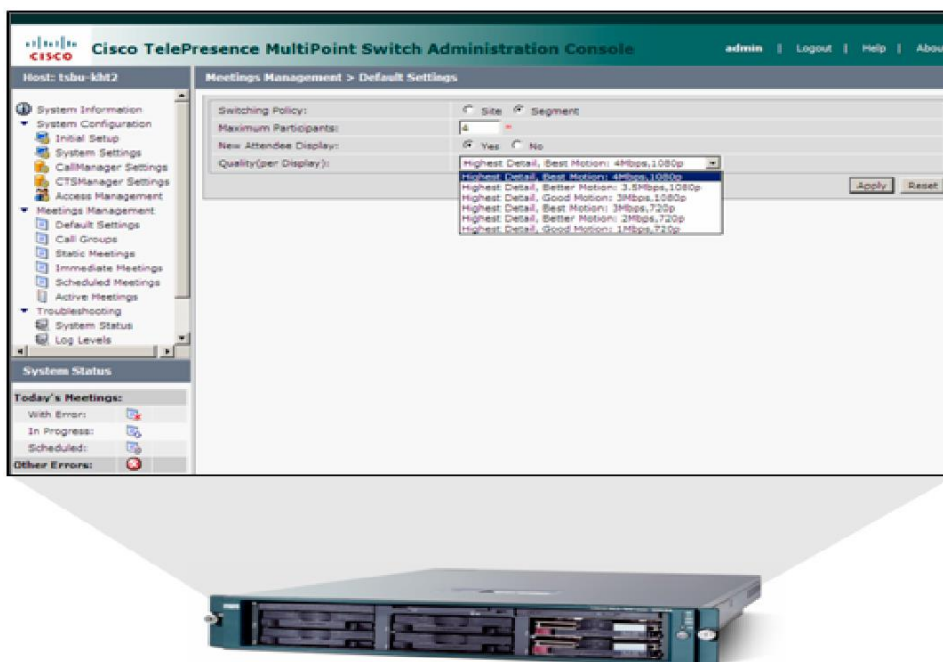 CISCO
Cisco TelePresence MultiPoint Switch Administration Console
admin | Logout | Help | Abou
Host: tsbu-kht2
Meetings Management > Default Settings
System Information
System Configuration
Initial Setup
System Settings
CallManager Settings
CTSManager Settings
Access Management
Meetings Management
Default Settings
Call Groups
Static Meetings
Immediate Meetings
Scheduled Meetings
Active Meetings
Troubleshooting
System Status
Log Levels
Switching Policy: Site Segment
Maximum Participants: 4 *
New Attendee Display: Yes No
Quality(per Display): Highest Detail, Best Motion: 4Mbps,1080p
Highest Detail, Best Motion: 4Mbps,1080p
Highest Detail, Better Motion: 3.5Mbps,1080p
Highest Detail, Good Motion: 3Mbps,1080p
Highest Detail, Best Motion: 3Mbps,720p
Highest Detail, Better Motion: 2Mbps,720p
Highest Detail, Good Motion: 1Mbps,720p
Apply Reset
System Status
Today's Meetings:
With Error:
In Progress:
Scheduled:
Other Errors: